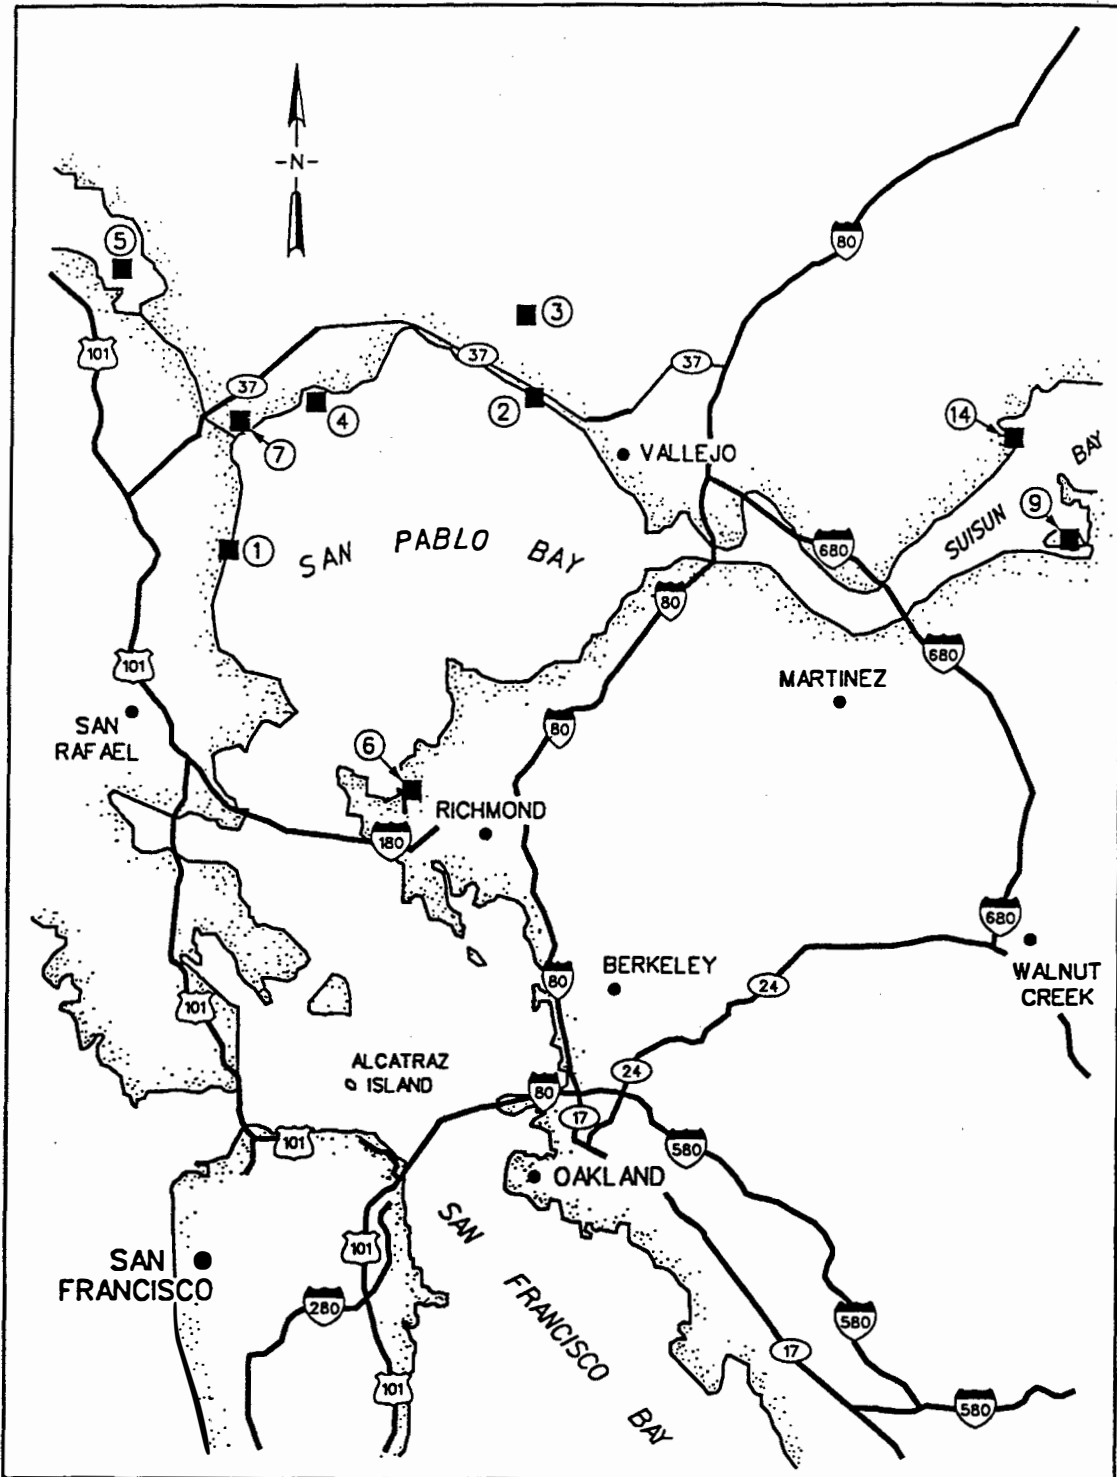 -N-
80
5
3
101
37
37
37
2
4
7
14
VALLEJO
BAY
9
SUISUN
1
SAN PABLO BAY
680
80
101
680
MARTINEZ
SAN
RAFAEL
80
6
RICHMOND
180
680
BERKELEY
WALNUT
CREEK
80
24
101
ALCATRAZ
ISLAND
24
80
17
101
580
OAKLAND
SAN
FRANCISCO
BAY
101
SAN
FRANCISCO
280
580
17
101
580